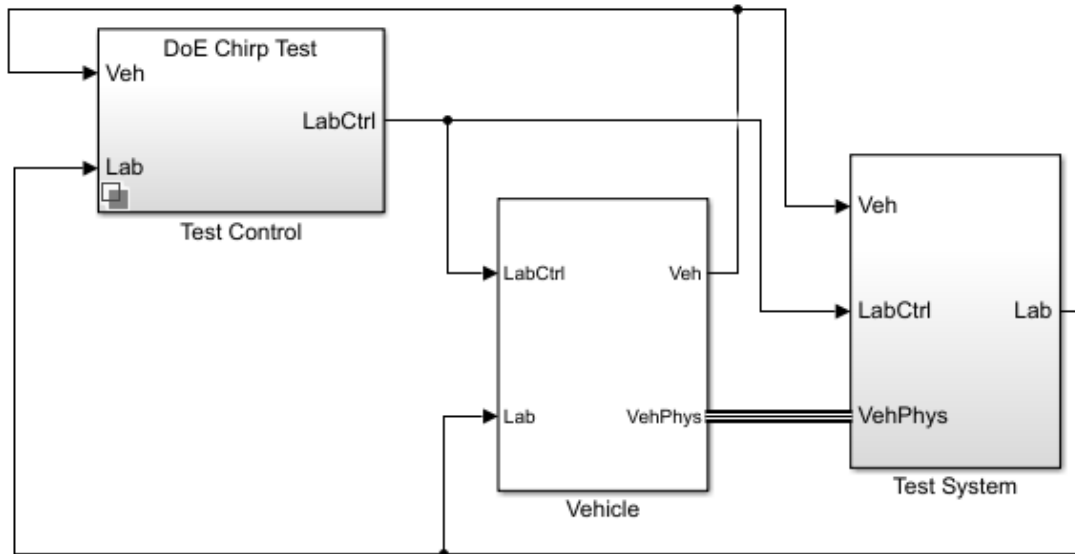 DoE Chirp Test
Veh
LabCtrl
Lab
Test Control
LabCtrl
Veh
Lab
VehPhys
Vehicle
Veh
LabCtrl
Lab
VehPhys
Test System